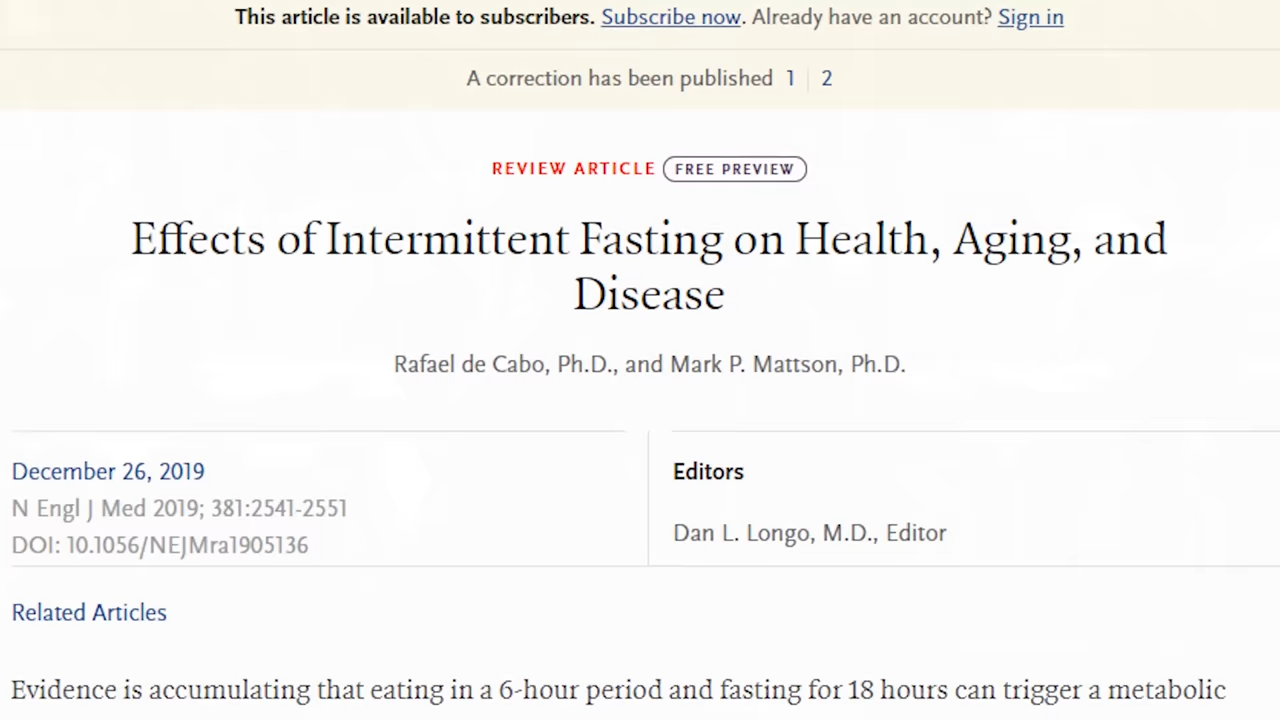 This article is available to subscribers. Subscribe now. Already have an account? Sign in
A correction has been published 1 | 2
REVIEW ARTICLE FREE PREVIEW
Effects of Intermittent Fasting on Health, Aging, and
Disease
Rafael de Cabo, Ph.D., and Mark P. Mattson, Ph.D.
December 26, 2019
N Engl J Med 2019; 381:2541-2551
DOI: 10.1056/NEJMra1905136
Editors
Dan L. Longo, M.D., Editor
Related Articles
Evidence is accumulating that eating in a 6-hour period and fasting for 18 hours can trigger a metabolic